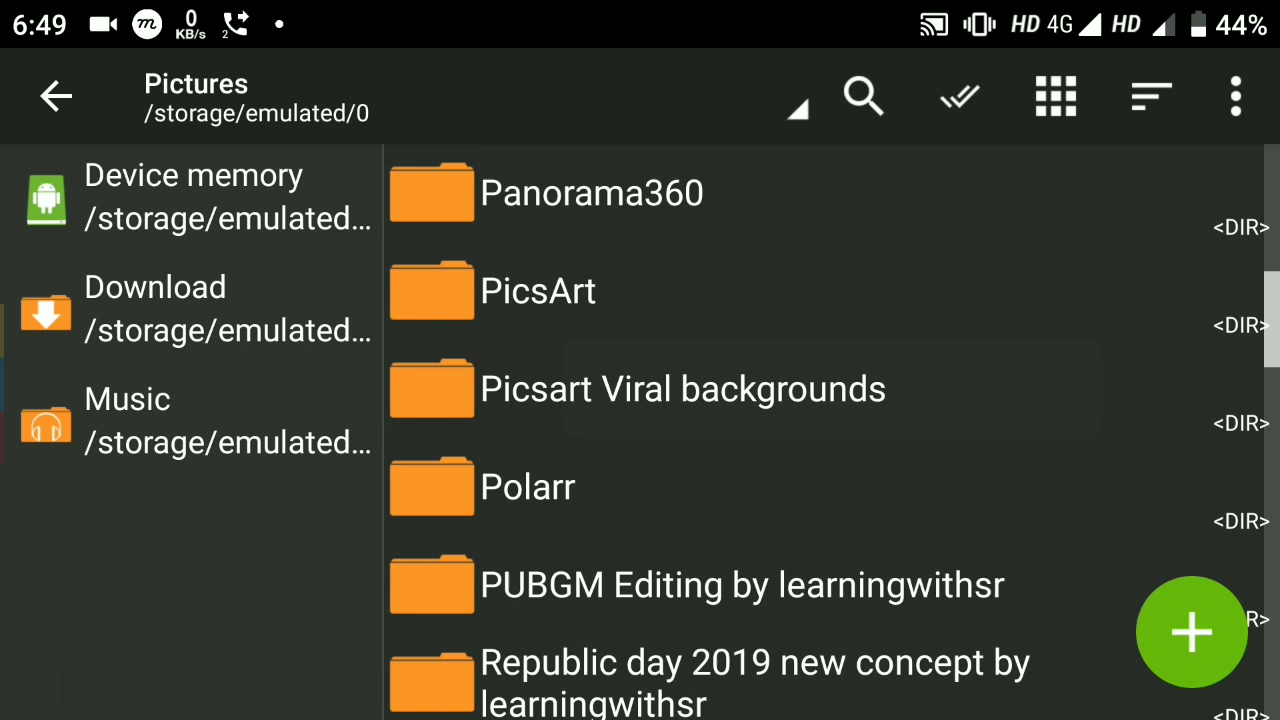 6:49 m 0 KB/s 2 HD 4G HD 44%
Pictures
/storage/emulated/0
Device memory
/storage/emulated...
Download
/storage/emulated...
Music
/storage/emulated...
Panorama360
<DIR>
PicsArt
<DIR>
Picsart Viral backgrounds
<DIR>
Polarr
<DIR>
PUBGM Editing by learningwithsr
R>
Republic day 2019 new concept by
learningwithsr
<DIR>